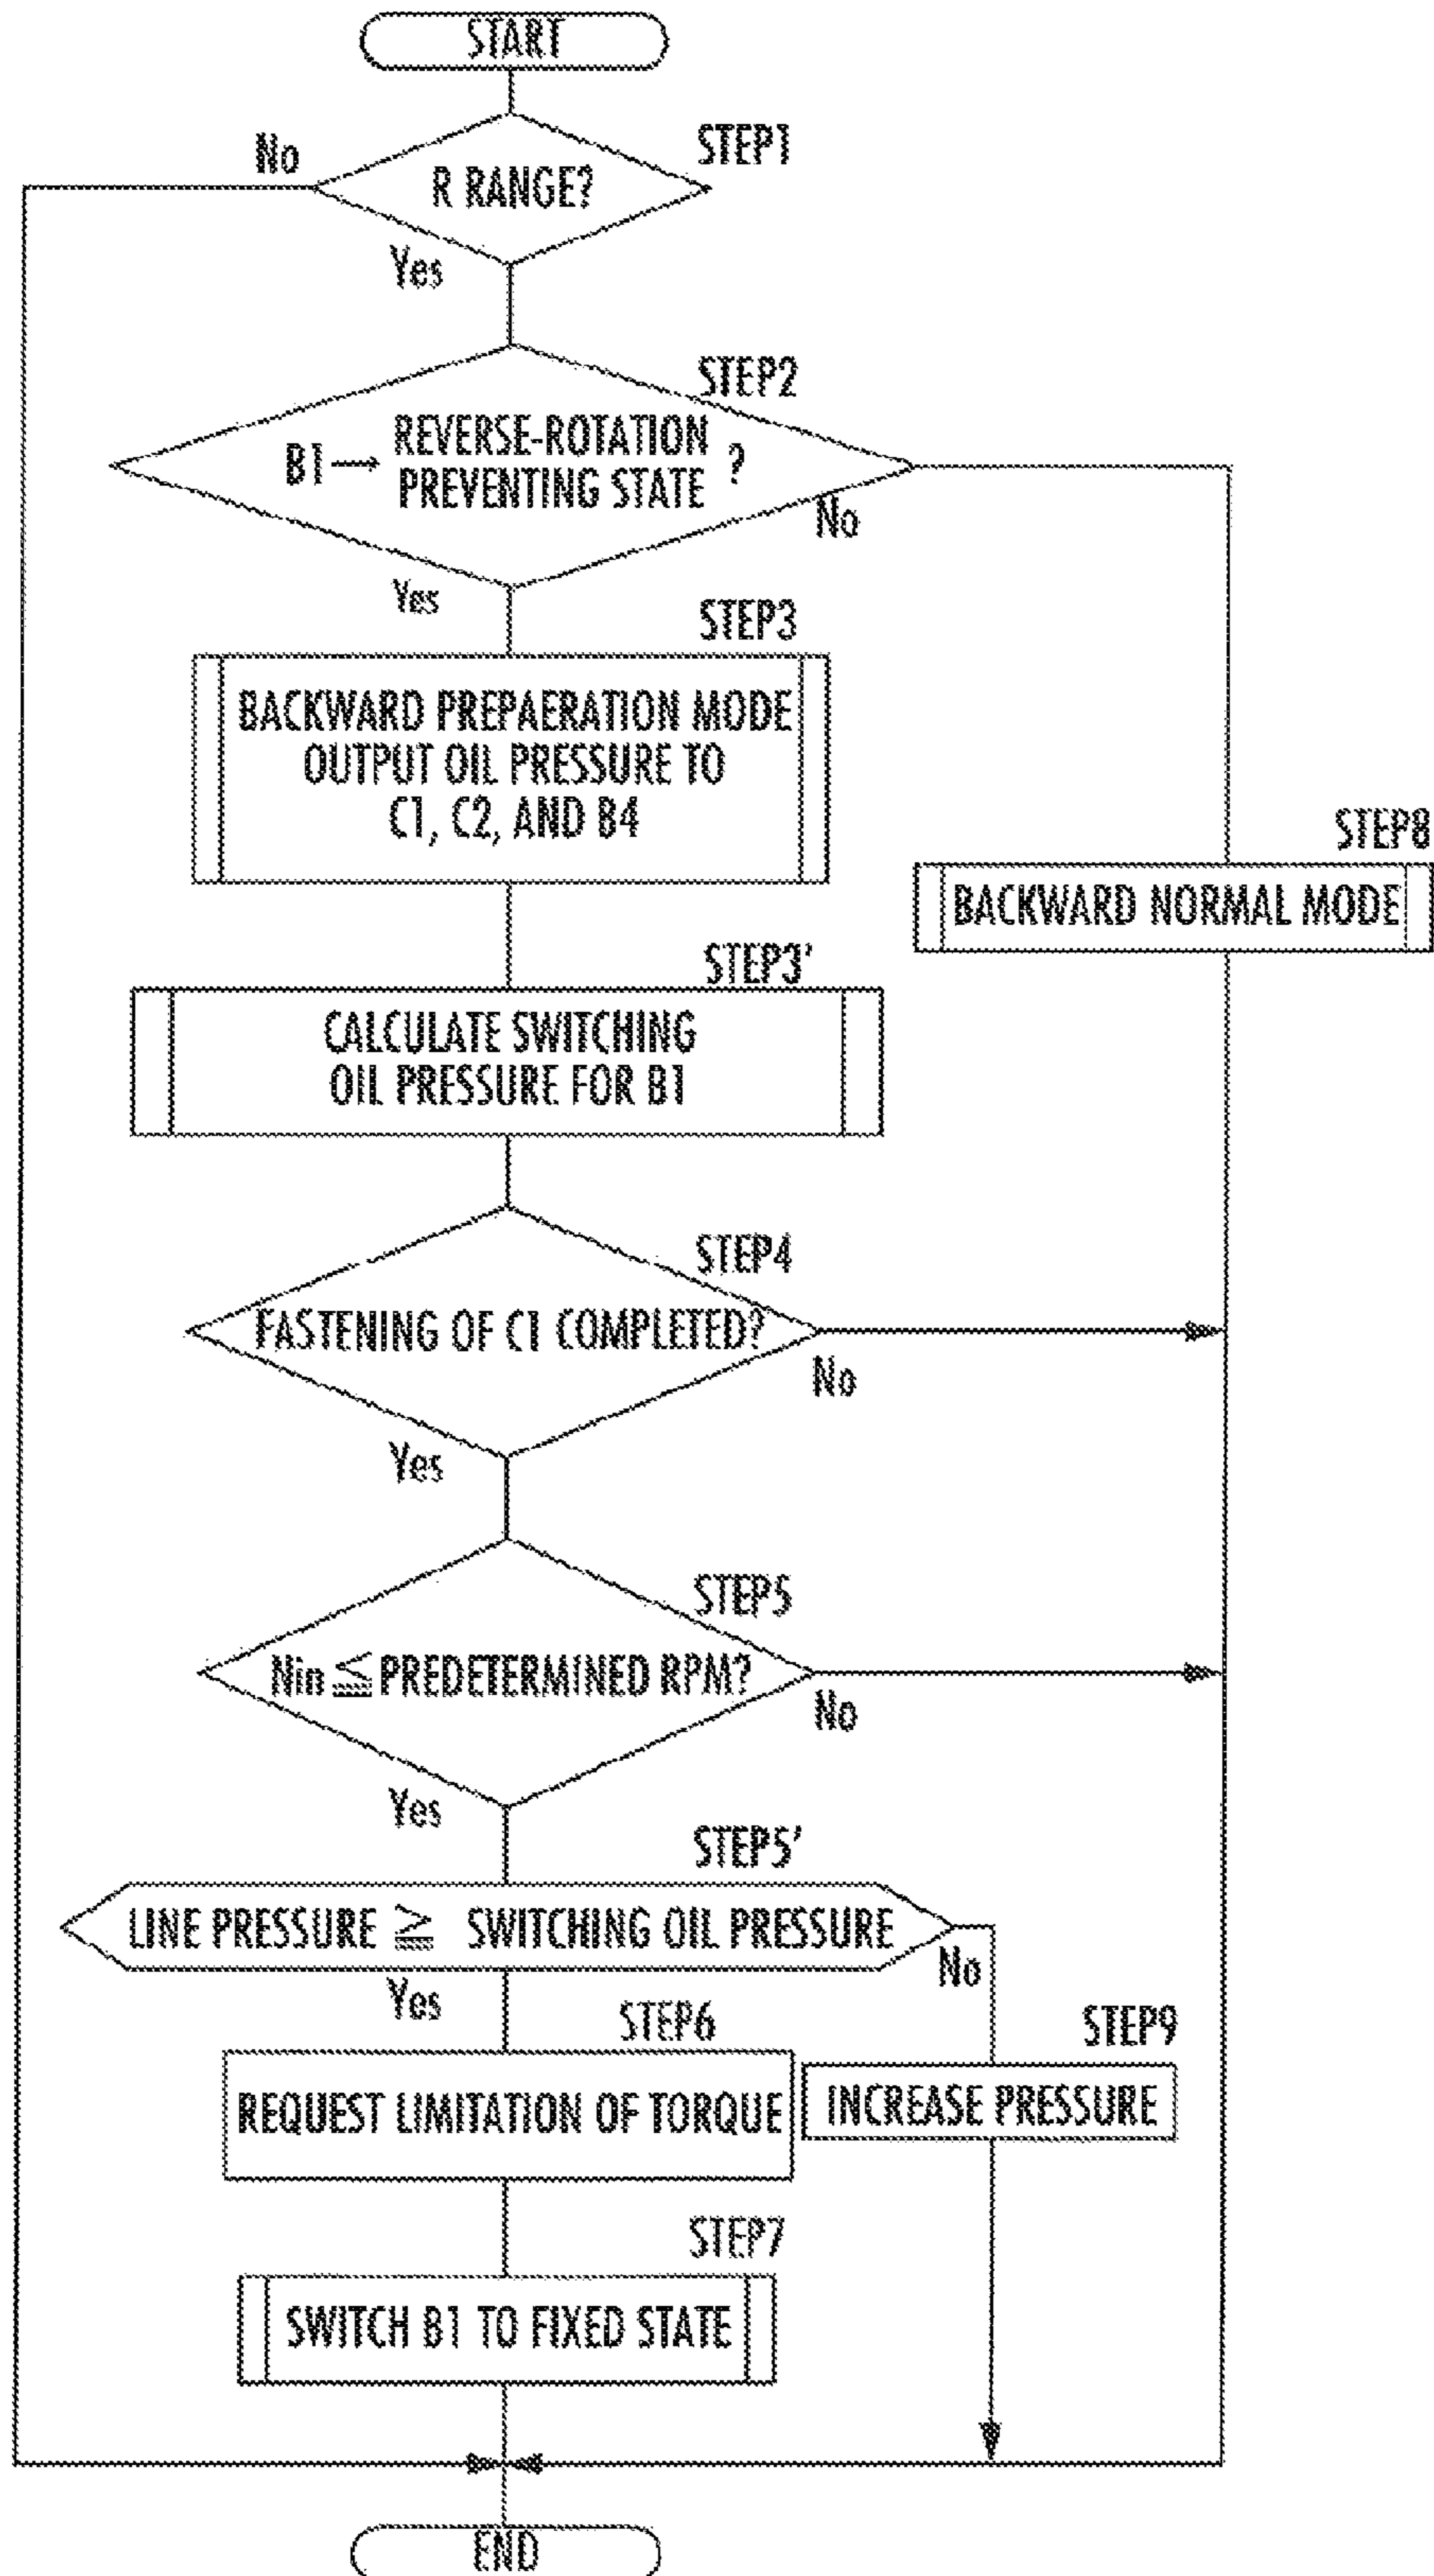 START
No
STEP1
R RANGE?
Yes
STEP2
B1→ REVERSE-ROTATION PREVENTING STATE ?
No
Yes
STEP3
BACKWARD PREPAERATION MODE
OUTPUT OIL PRESSURE TO
C1, C2, AND B4
STEP8
BACKWARD NORMAL MODE
STEP3'
CALCULATE SWITCHING
OIL PRESSURE FOR B1
STEP4
FASTENING OF C1 COMPLETED?
No
Yes
STEP5
Nin ≦ PREDETERMINED RPM?
No
Yes
STEP5'
LINE PRESSURE ≧ SWITCHING OIL PRESSURE
No
Yes
STEP6
REQUEST LIMITATION OF TORQUE
STEP9
INCREASE PRESSURE
STEP7
SWITCH B1 TO FIXED STATE
END